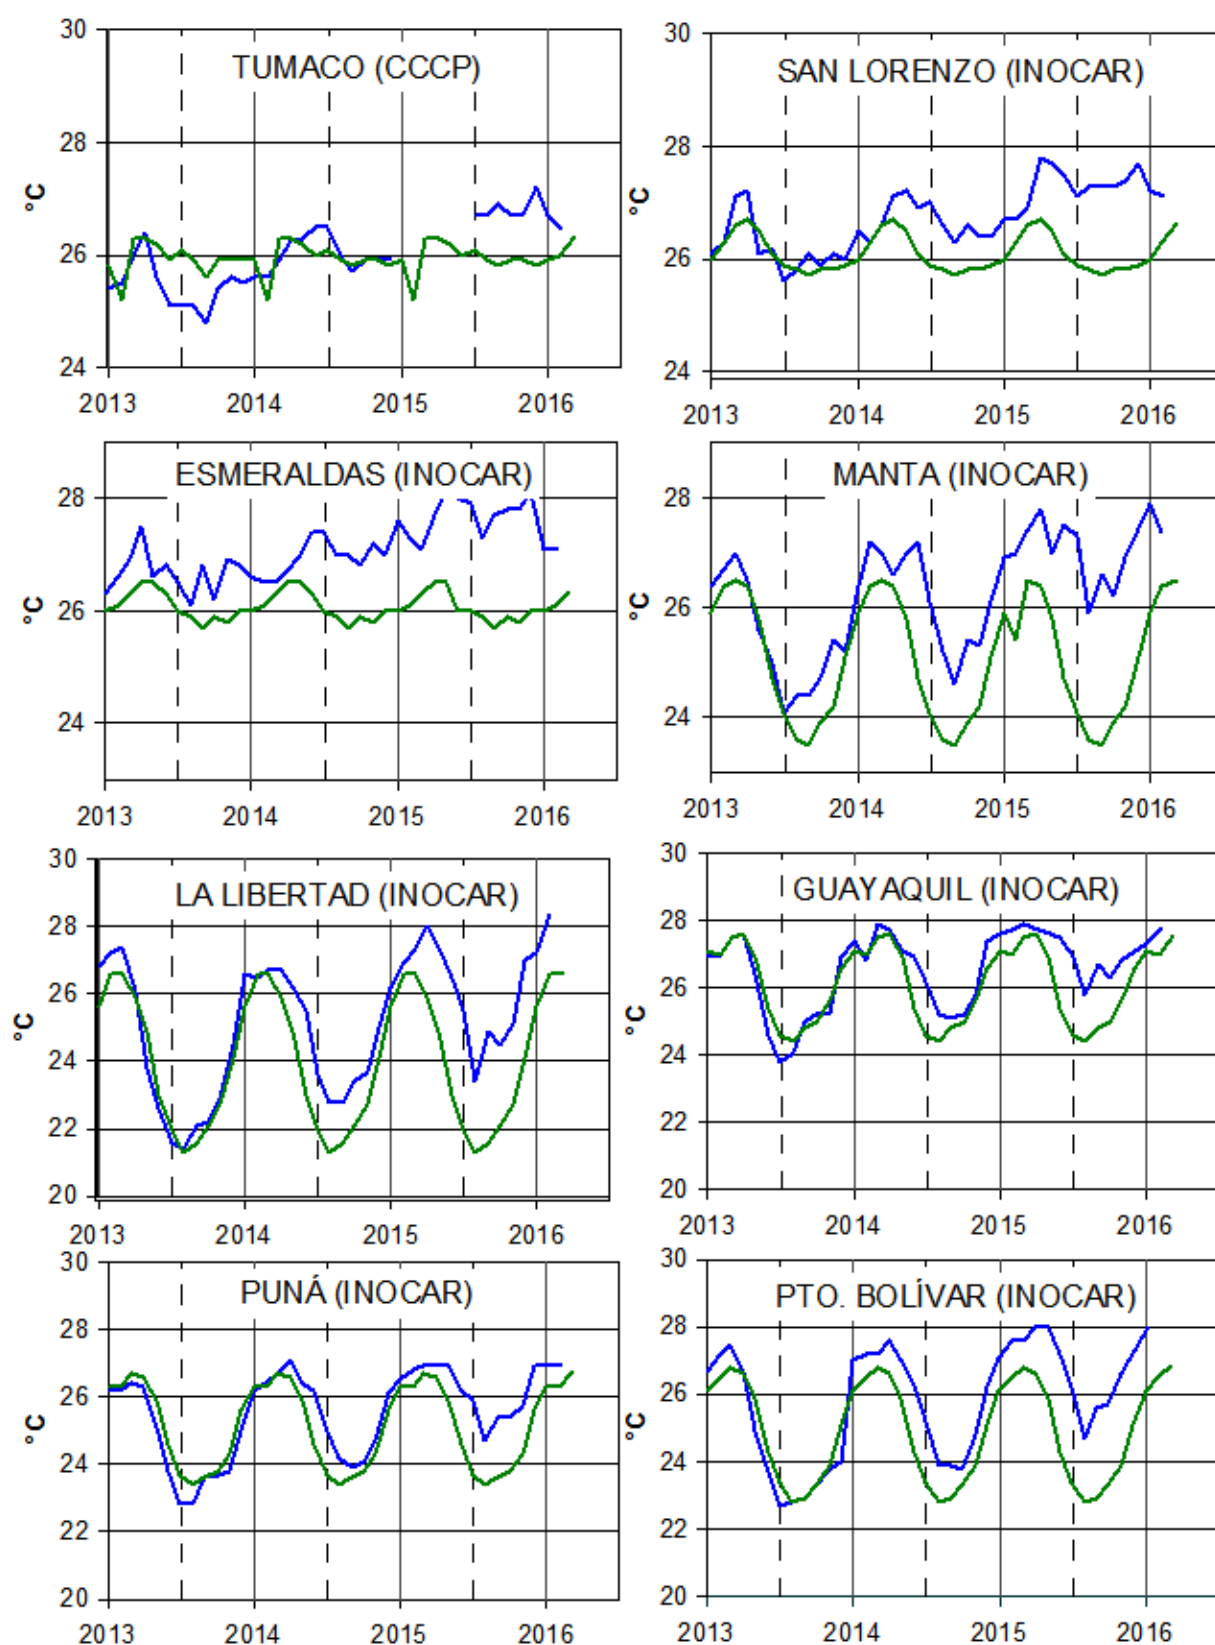 TUMACO (CCCP)
30
28
26
24
°C
2013 2014 2015 2016
SAN LORENZO (INOCAR)
30
28
26
24
°C
2013 2014 2015 2016
ESMERALDAS (INOCAR)
28
26
24
°C
2013 2014 2015 2016
MANTA (INOCAR)
28
26
24
°C
2013 2014 2015 2016
LA LIBERTAD (INOCAR)
30
28
26
24
22
20
°C
2013 2014 2015 2016
GUAYAQUIL (INOCAR)
30
28
26
24
22
20
°C
2013 2014 2015 2016
PUNÁ (INOCAR)
30
28
26
24
22
20
°C
2013 2014 2015 2016
PTO. BOLÍVAR (INOCAR)
30
28
26
24
22
20
°C
2013 2014 2015 2016